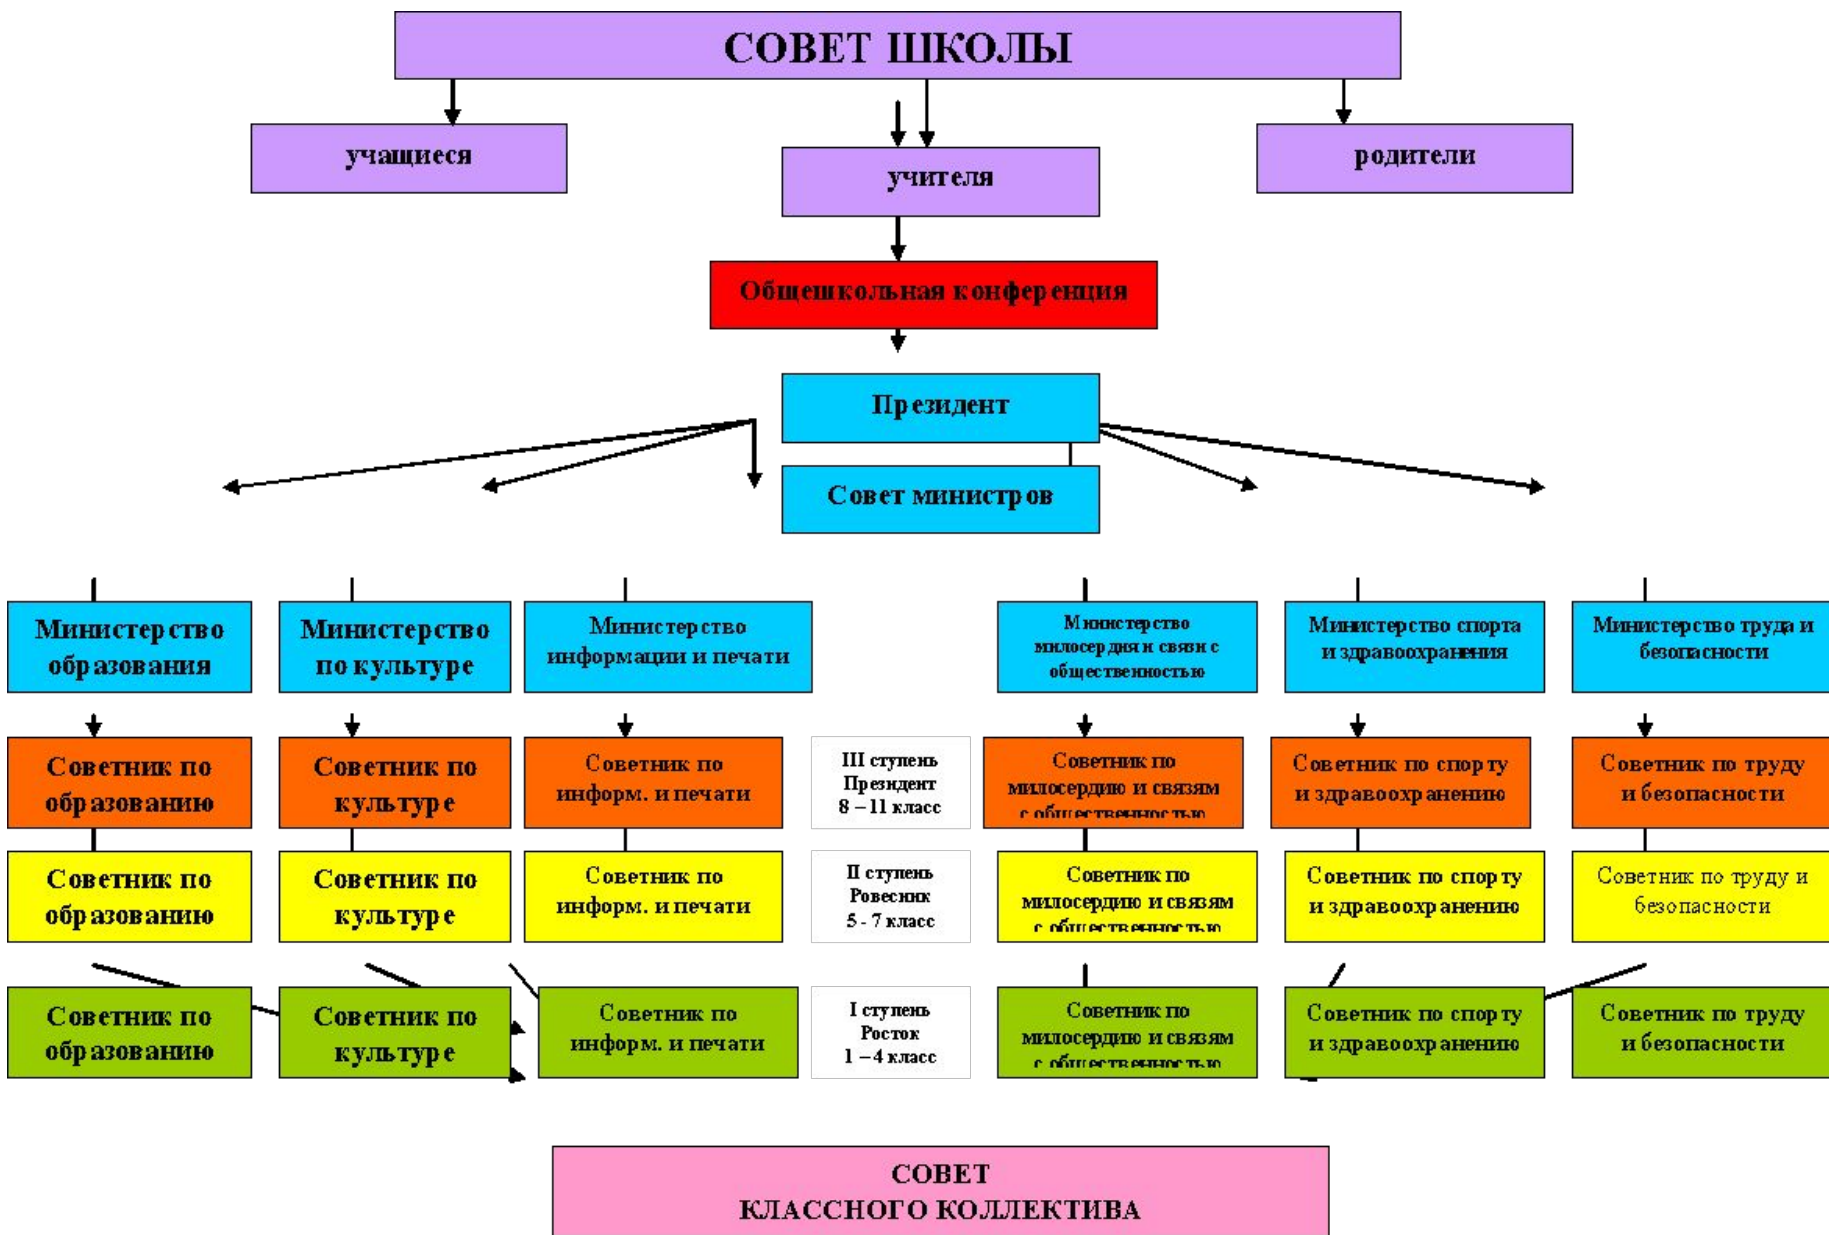 СОВЕТ ШКОЛЫ
учащиеся
учителя
родители
Общешкольная конференция
Президент
Совет министров
Министерство
образования
Министерство
по культуре
Министерство
информации и печати
Министерство
милосердия и связи с
общественностью
Министерство спорта
и здравоохранения
Министерство труда и
безопасности
Советник по
образованию
Советник по
культуре
Советник по
информ. и печати
III ступень
Президент
8 – 11 класс
Советник по
милосердию и связям
с общественностью
Советник по спорту
и здравоохранению
Советник по труду
и безопасности
Советник по
образованию
Советник по
культуре
Советник по
информ. и печати
II ступень
Ровесник
5 - 7 класс
Советник по
милосердию и связям
с общественностью
Советник по спорту
и здравоохранению
Советник по труду и
безопасности
Советник по
образованию
Советник по
культуре
Советник по
информ. и печати
I ступень
Росток
1 – 4 класс
Советник по
милосердию и связям
с общественностью
Советник по спорту
и здравоохранению
Советник по труду
и безопасности
СОВЕТ
КЛАССНОГО КОЛЛЕКТИВА